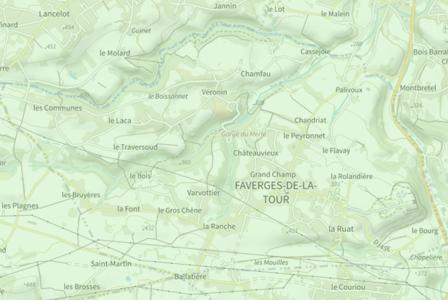 Jannin
le Lot
Lancelot
le Malein
Guinet
le Molard
Cassejoie
Bois Barral
Chamfau
Veronin
Palivoux
Montbretel
le Boissonnet
les Communes
le Laca
Chandriat
Gorge du Merle
le Peyronnet
le Traversoud
Châteauvieux
le Flavay
le Bois
Grand Champ
la Rolandière
FAVERGES-DE-LA-
TOUR
les Bruyères
Varvottier
les Plagnes
la Font
le Gros Chêne
la Ranche
la Ruat
le Bourg
Chapelière
Saint-Martin
les Mouilles
Ballatière
les Brosses
le Couriou